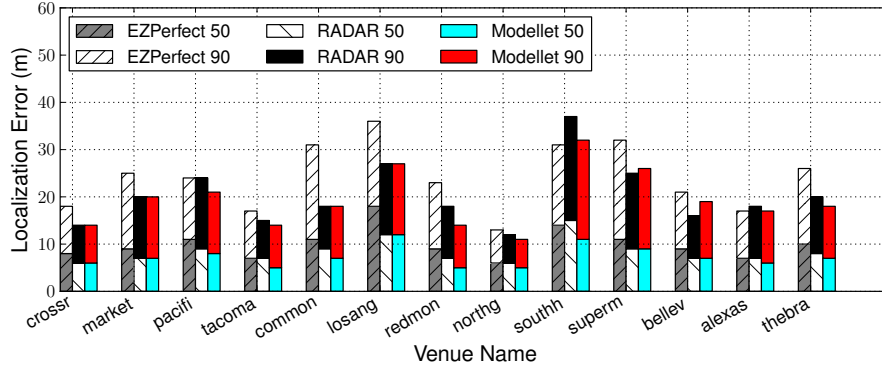 60
50
40
30
20
10
0
Localization Error (m)
EZPerfect 50
RADAR 50
Modellet 50
EZPerfect 90
RADAR 90
Modellet 90
crossr
market
pacifi
tacoma
common
losang
redmon
northg
southh
superm
bellev
alexas
thebra
Venue Name